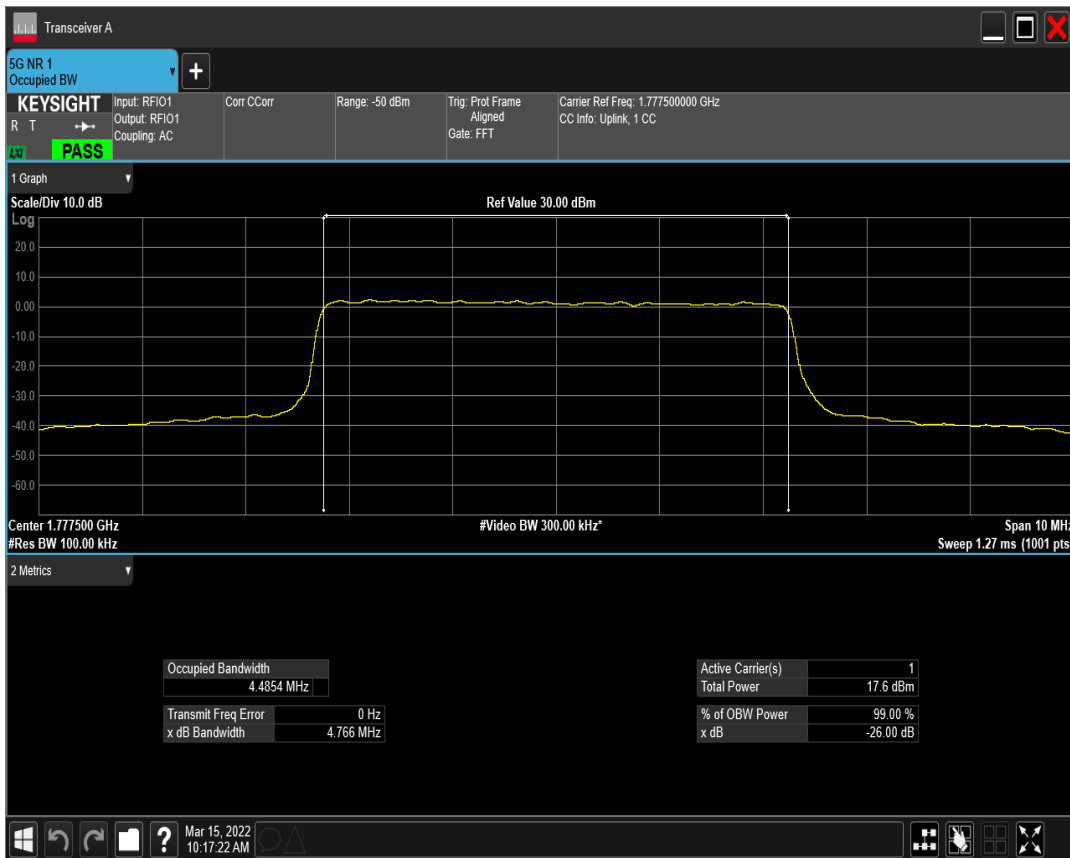 Transceiver A
5G NR 1
Occupied BW
+
KEYSIGHT
R T
LXI
PASS
Input: RFIO1
Output: RFIO1
Coupling: AC
Corr CCorr
Range: -50 dBm
Trig: Prot Frame
Aligned
Gate: FFT
Carrier Ref Freq: 1.777500000 GHz
CC Info: Uplink, 1 CC
1 Graph
Scale/Div 10.0 dB
Ref Value 30.00 dBm
Log
20.0
10.0
0.00
-10.0
-20.0
-30.0
-40.0
-50.0
-60.0
Center 1.777500 GHz
#Video BW 300.00 kHz*
Span 10 MHz
#Res BW 100.00 kHz
Sweep 1.27 ms (1001 pts
2 Metrics
Occupied Bandwidth
4.4854 MHz
Transmit Freq Error 0 Hz
x dB Bandwidth 4.766 MHz
Active Carrier(s) 1
Total Power 17.6 dBm
% of OBW Power 99.00 %
x dB -26.00 dB
?
Mar 15, 2022
10:17:22 AM